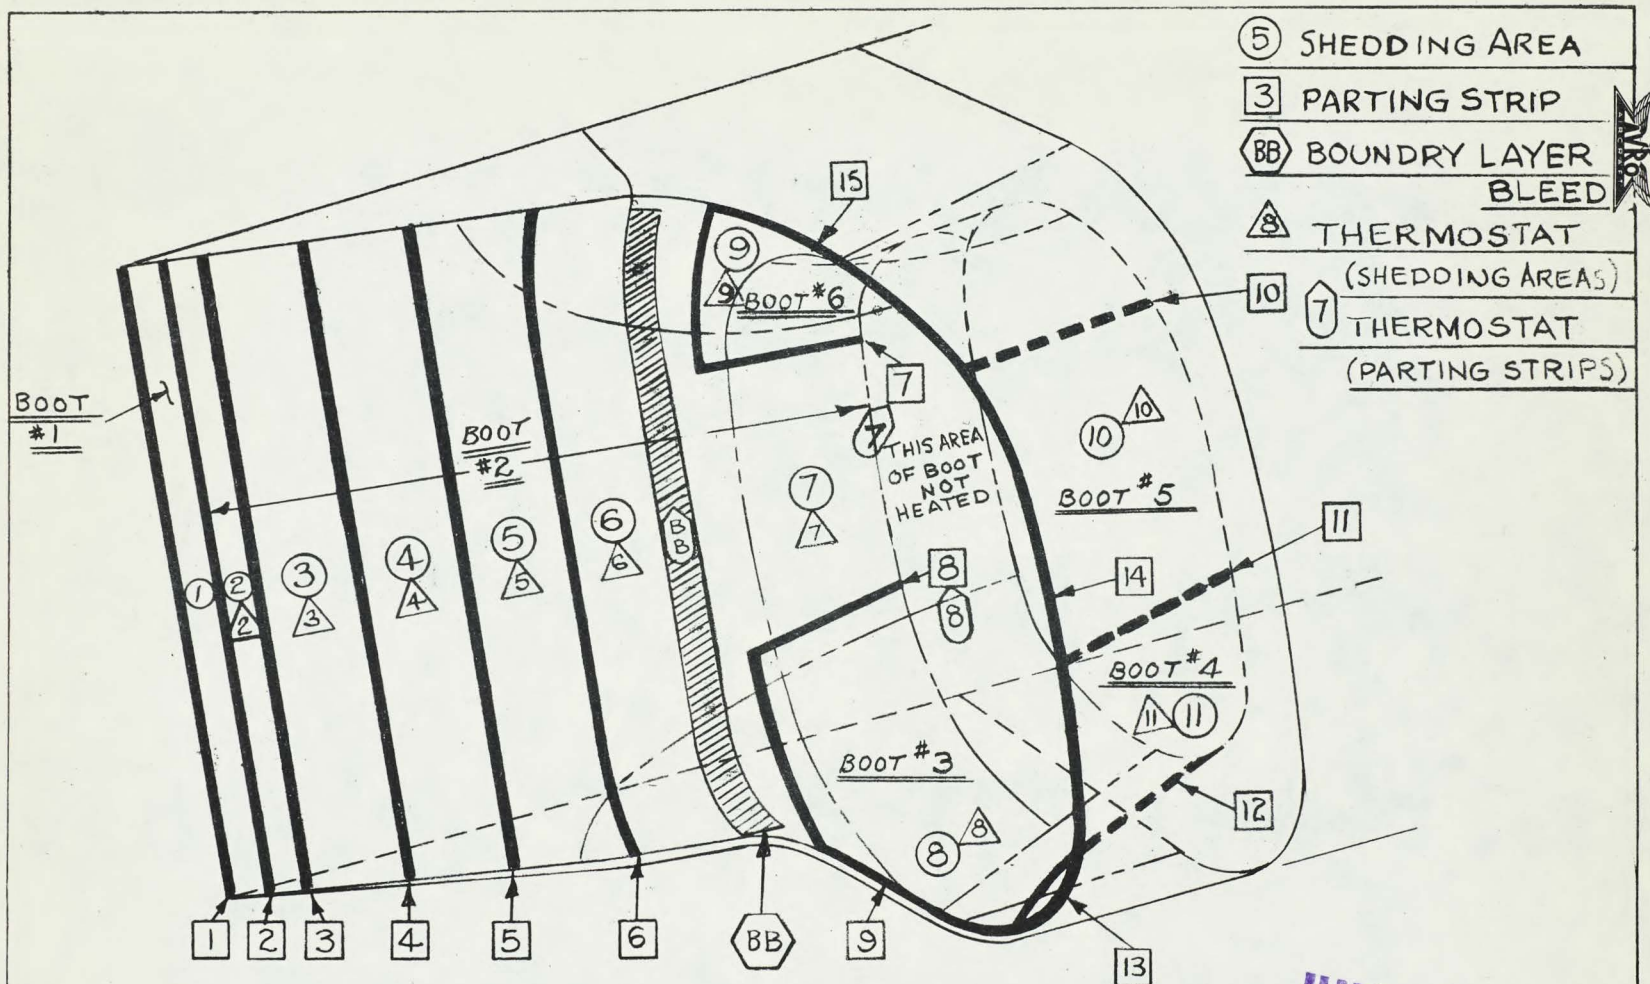 5 SHEDDING AREA
3 PARTING STRIP
BB BOUNDRY LAYER
BLEED
8 THERMOSTAT
(SHEDDING AREAS)
7 THERMOSTAT
(PARTING STRIPS)
AVRO
15
9
9
BOOT #6
10
7
7
BOOT
#1
BOOT
#2
THIS AREA
OF BOOT
NOT
HEATED
10
10
BOOT #5
7
7
6
6
B
B
5
5
4
4
3
3
2
2
1
8
8
14
11
BOOT #4
11
11
BOOT #3
8
8
12
1
2
3
4
5
6
BB
9
13